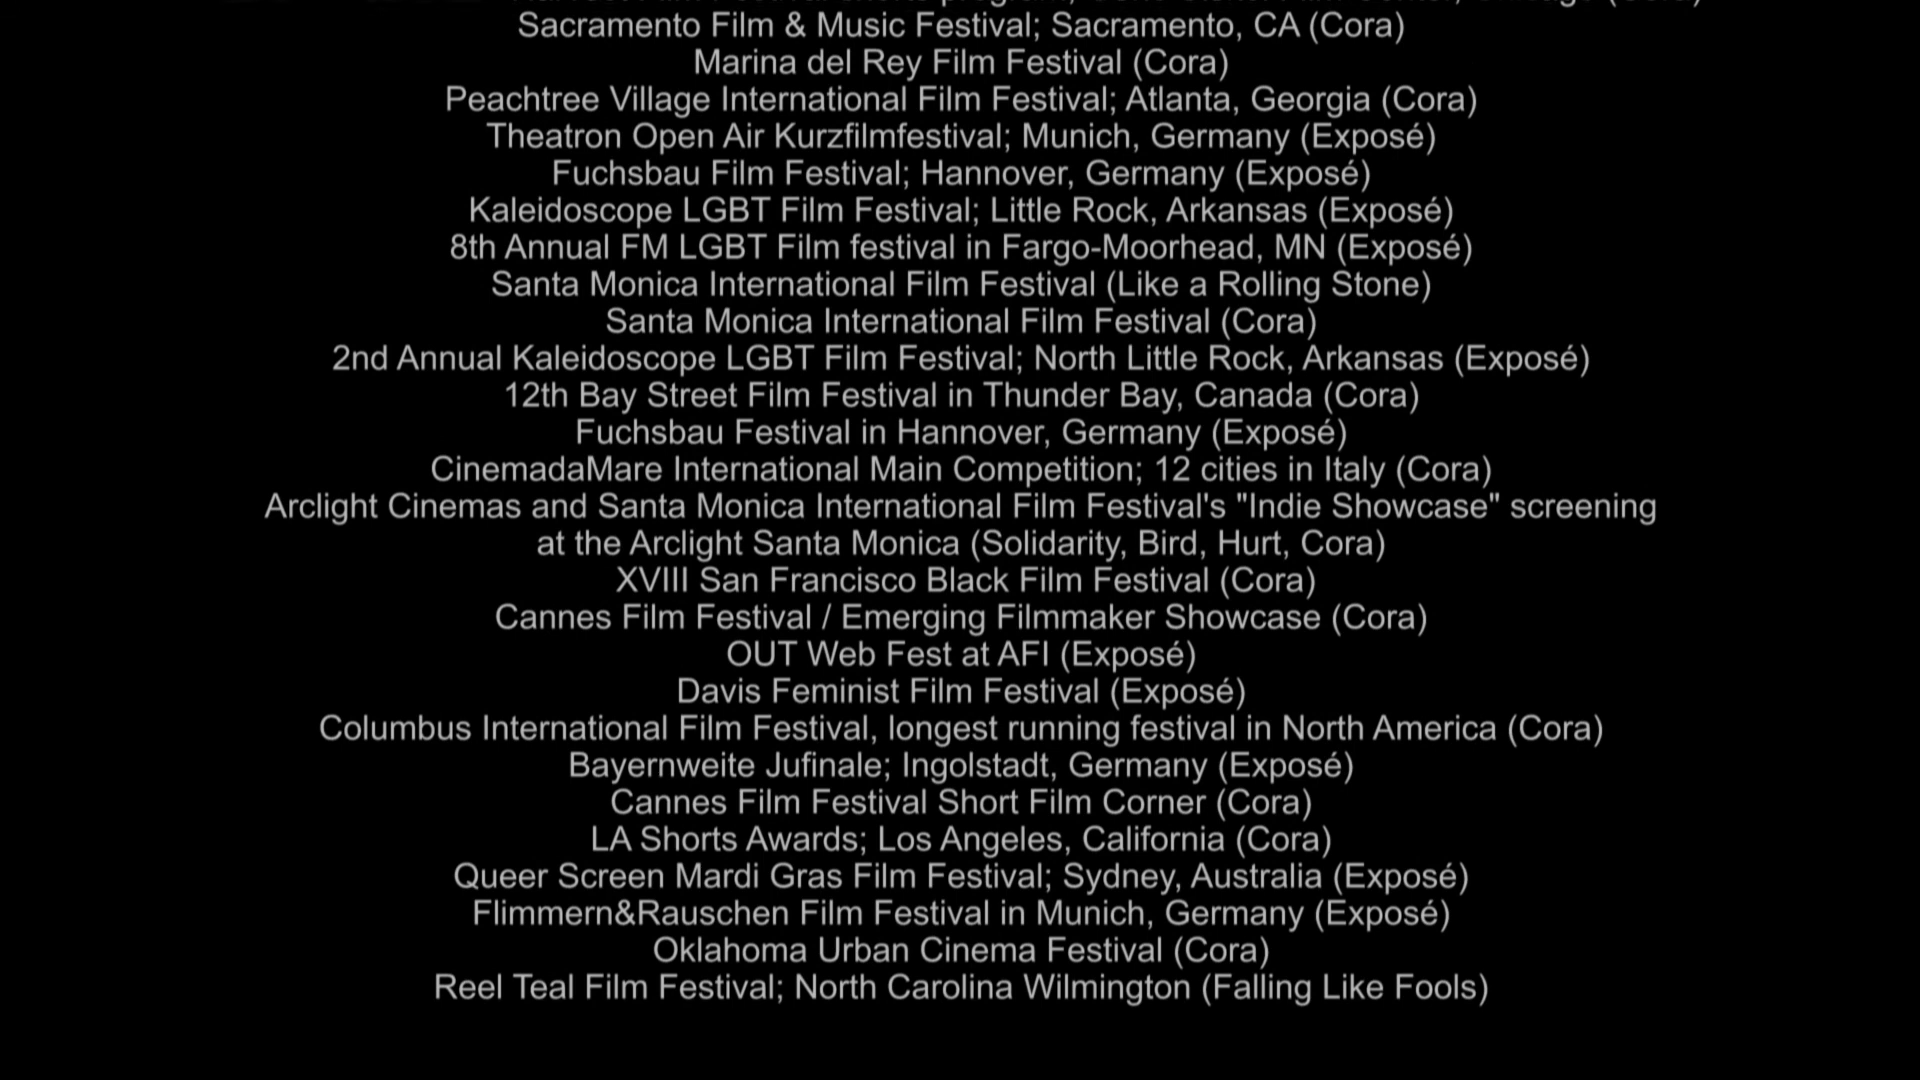 Sacramento Film & Music Festival; Sacramento, CA (Cora)
Marina del Rey Film Festival (Cora)
Peachtree Village International Film Festival; Atlanta, Georgia (Cora)
Theatron Open Air Kurzfilmfestival; Munich, Germany (Exposé)
Fuchsbau Film Festival; Hannover, Germany (Exposé)
Kaleidoscope LGBT Film Festival; Little Rock, Arkansas (Exposé)
8th Annual FM LGBT Film festival in Fargo-Moorhead, MN (Exposé)
Santa Monica International Film Festival (Like a Rolling Stone)
Santa Monica International Film Festival (Cora)
2nd Annual Kaleidoscope LGBT Film Festival; North Little Rock, Arkansas (Exposé)
12th Bay Street Film Festival in Thunder Bay, Canada (Cora)
Fuchsbau Festival in Hannover, Germany (Exposé)
CinemadaMare International Main Competition; 12 cities in Italy (Cora)
Arclight Cinemas and Santa Monica International Film Festival's "Indie Showcase" screening
at the Arclight Santa Monica (Solidarity, Bird, Hurt, Cora)
XVIII San Francisco Black Film Festival (Cora)
Cannes Film Festival / Emerging Filmmaker Showcase (Cora)
OUT Web Fest at AFI (Exposé)
Davis Feminist Film Festival (Exposé)
Columbus International Film Festival, longest running festival in North America (Cora)
Bayernweite Jufinale; Ingolstadt, Germany (Exposé)
Cannes Film Festival Short Film Corner (Cora)
LA Shorts Awards; Los Angeles, California (Cora)
Queer Screen Mardi Gras Film Festival; Sydney, Australia (Exposé)
Flimmern&Rauschen Film Festival in Munich, Germany (Exposé)
Oklahoma Urban Cinema Festival (Cora)
Reel Teal Film Festival; North Carolina Wilmington (Falling Like Fools)